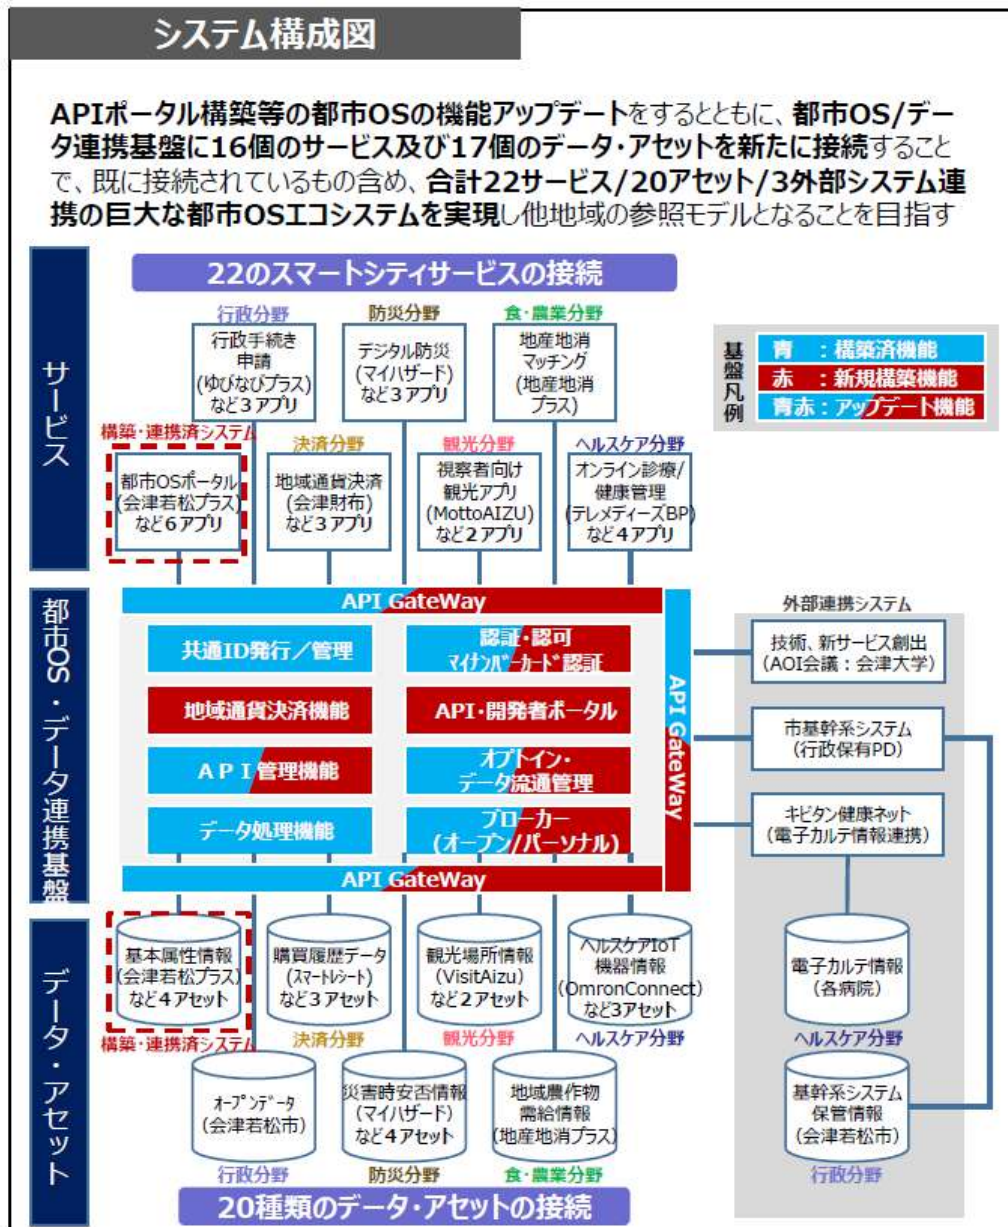 システム構成図
APIポータル構築等の都市OSの機能アップデートをするとともに、都市OS/デー
タ連携基盤に16個のサービス及び17個のデータ・アセットを新たに接続すること
で、既に接続されているもの含め、合計22サービス/20アセット/3外部システム連
携の巨大な都市OSエコシステムを実現し他地域の参照モデルとなることを目指す
サービス
22のスマートシティサービスの接続
行政分野
行政手続き
申請
(ゆびなびプラス)
など3アプリ
防災分野
デジタル防災
(マイハザード)
など3アプリ
食・農業分野
地産地消
マッチング
(地産地消
プラス)
基盤凡例
青 :構築済機能
赤 :新規構築機能
青赤:アップデート機能
構築・連携済システム
都市OSポータル
(会津若松プラス)
など6アプリ
決済分野
地域通貨決済
(会津財布)
など3アプリ
観光分野
視察者向け
観光アプリ
(MottoAIZU)
など2アプリ
ヘルスケア分野
オンライン診療/
健康管理
(テレメディーズBP)
など4アプリ
都市OS・データ連携基盤
API GateWay
共通ID発行/管理
認証・認可
マイナンバーカード認証
地域通貨決済機能
API・開発者ポータル
API管理機能
オプトイン・
データ流通管理
データ処理機能
ブローカー
(オープン/パーソナル)
API GateWay
API GateWay
外部連携システム
技術、新サービス創出
(AOI会議:会津大学)
市基幹系システム
(行政保有PD)
キビタン健康ネット
(電子カルテ情報連携)
データ・アセット
基本属性情報
(会津若松プラス)
など4アセット
構築・連携済システム
購買履歴データ
(スマートレシート)
など3アセット
決済分野
観光場所情報
(VisitAizu)
など2アセット
観光分野
ヘルスケアIoT
機器情報
(OmronConnect)
など3アセット
ヘルスケア分野
電子カルテ情報
(各病院)
ヘルスケア分野
オープンデータ
(会津若松市)
行政分野
災害時安否情報
(マイハザード)
など4アセット
防災分野
地域農作物
需給情報
(地産地消プラス)
食・農業分野
基幹系システム
保管情報
(会津若松市)
行政分野
20種類のデータ・アセットの接続